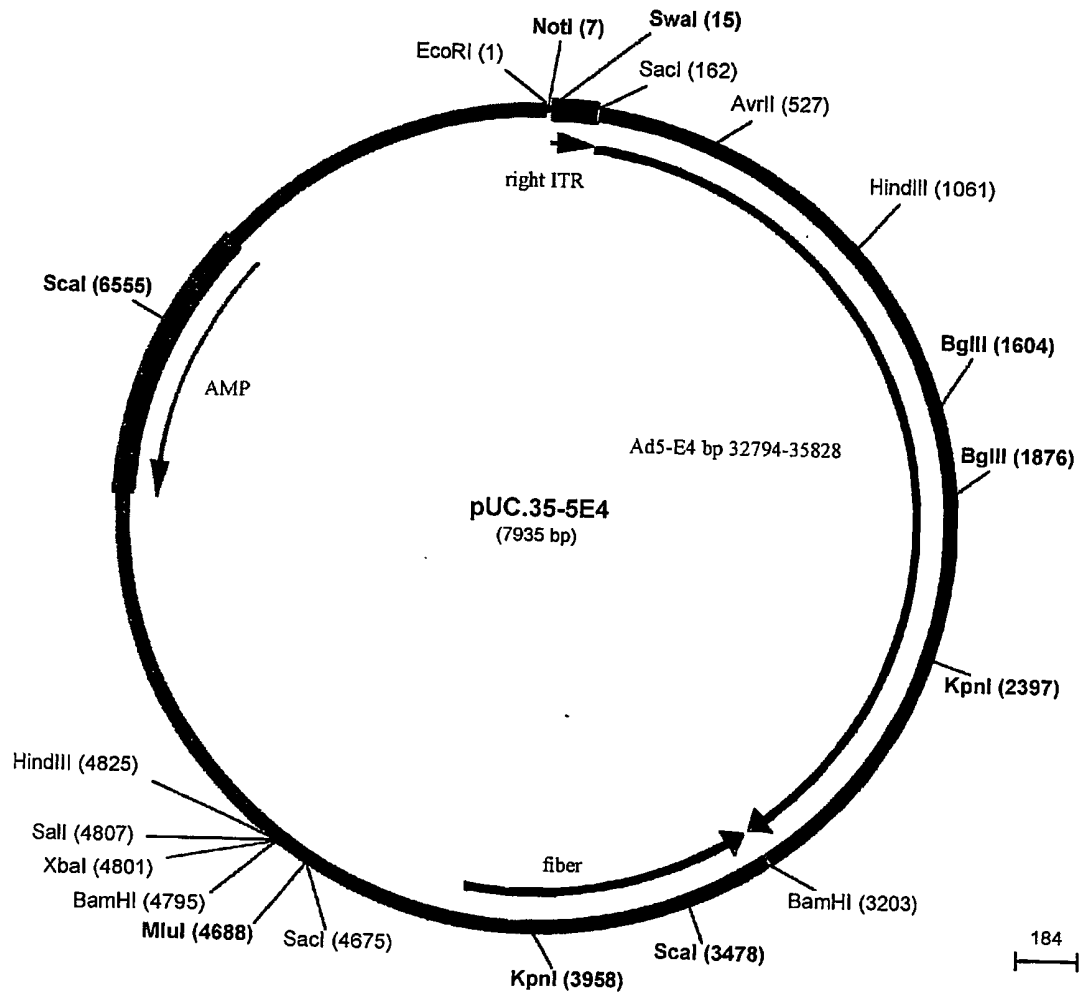 NotI (7)
SwaI (15)
EcoRI (1)
SacI (162)
AvrII (527)
right ITR
HindIII (1061)
ScaI (6555)
BglII (1604)
AMP
Ad5-E4 bp 32794-35828
BglII (1876)
pUC.35-5E4
(7935 bp)
KpnI (2397)
HindIII (4825)
SalI (4807)
XbaI (4801)
fiber
BamHI (4795)
BamHI (3203)
MluI (4688)
SacI (4675)
ScaI (3478)
184
KpnI (3958)